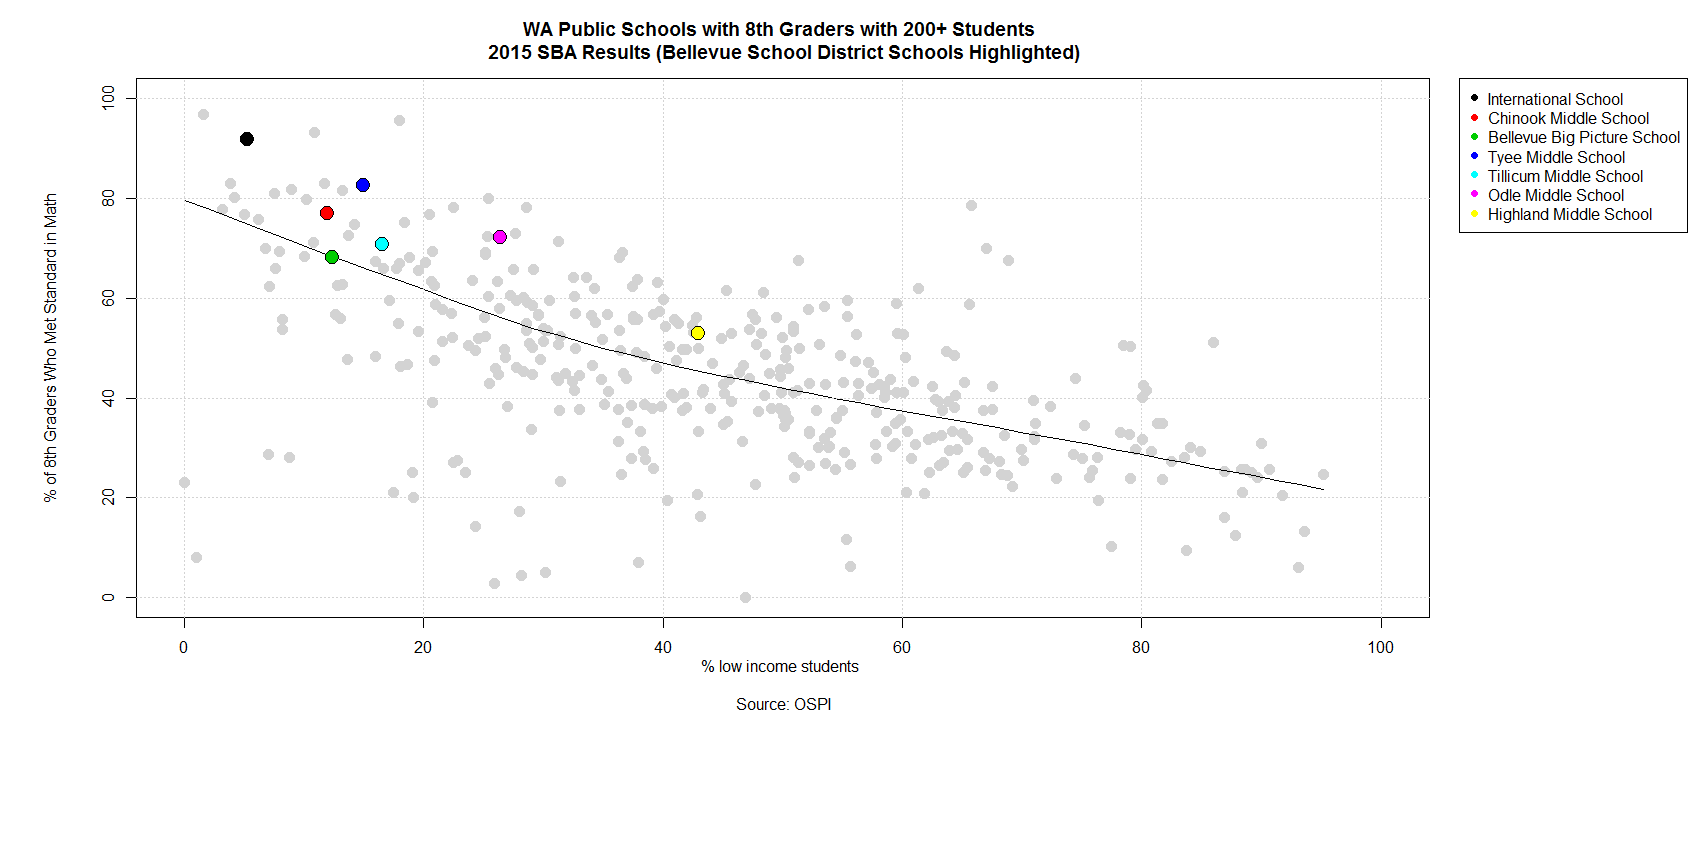 WA Public Schools with 8th Graders with 200+ Students
2015 SBA Results (Bellevue School District Schools Highlighted)
% of 8th Graders Who Met Standard in Math
100
80
60
40
20
0
0
20
40
60
80
100
% low income students
Source: OSPI
International School
Chinook Middle School
Bellevue Big Picture School
Tyee Middle School
Tillicum Middle School
Odle Middle School
Highland Middle School